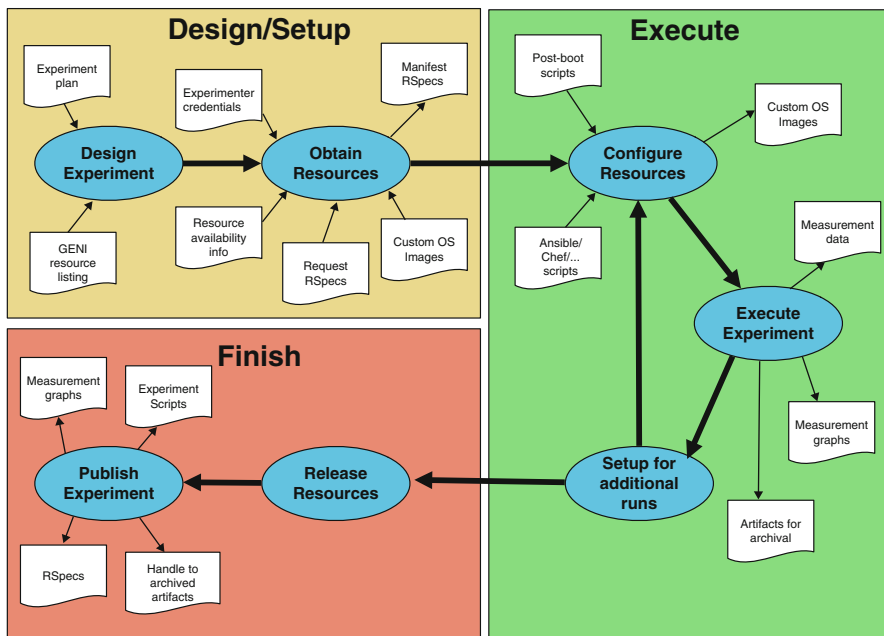 Design/Setup
Experiment
plan
Experimenter
credentials
Manifest
RSpecs
Design
Experiment
Obtain
Resources
GENI
resource
listing
Resource
availability
info
Request
RSpecs
Custom OS
Images
Execute
Post-boot
scripts
Custom OS
Images
Configure
Resources
Ansible/
Chef/...
scripts
Measurement
data
Execute
Experiment
Measurement
graphs
Setup for
additional
runs
Artifacts for
archival
Finish
Measurement
graphs
Experiment
Scripts
Publish
Experiment
Release
Resources
RSpecs
Handle to
archived
artifacts